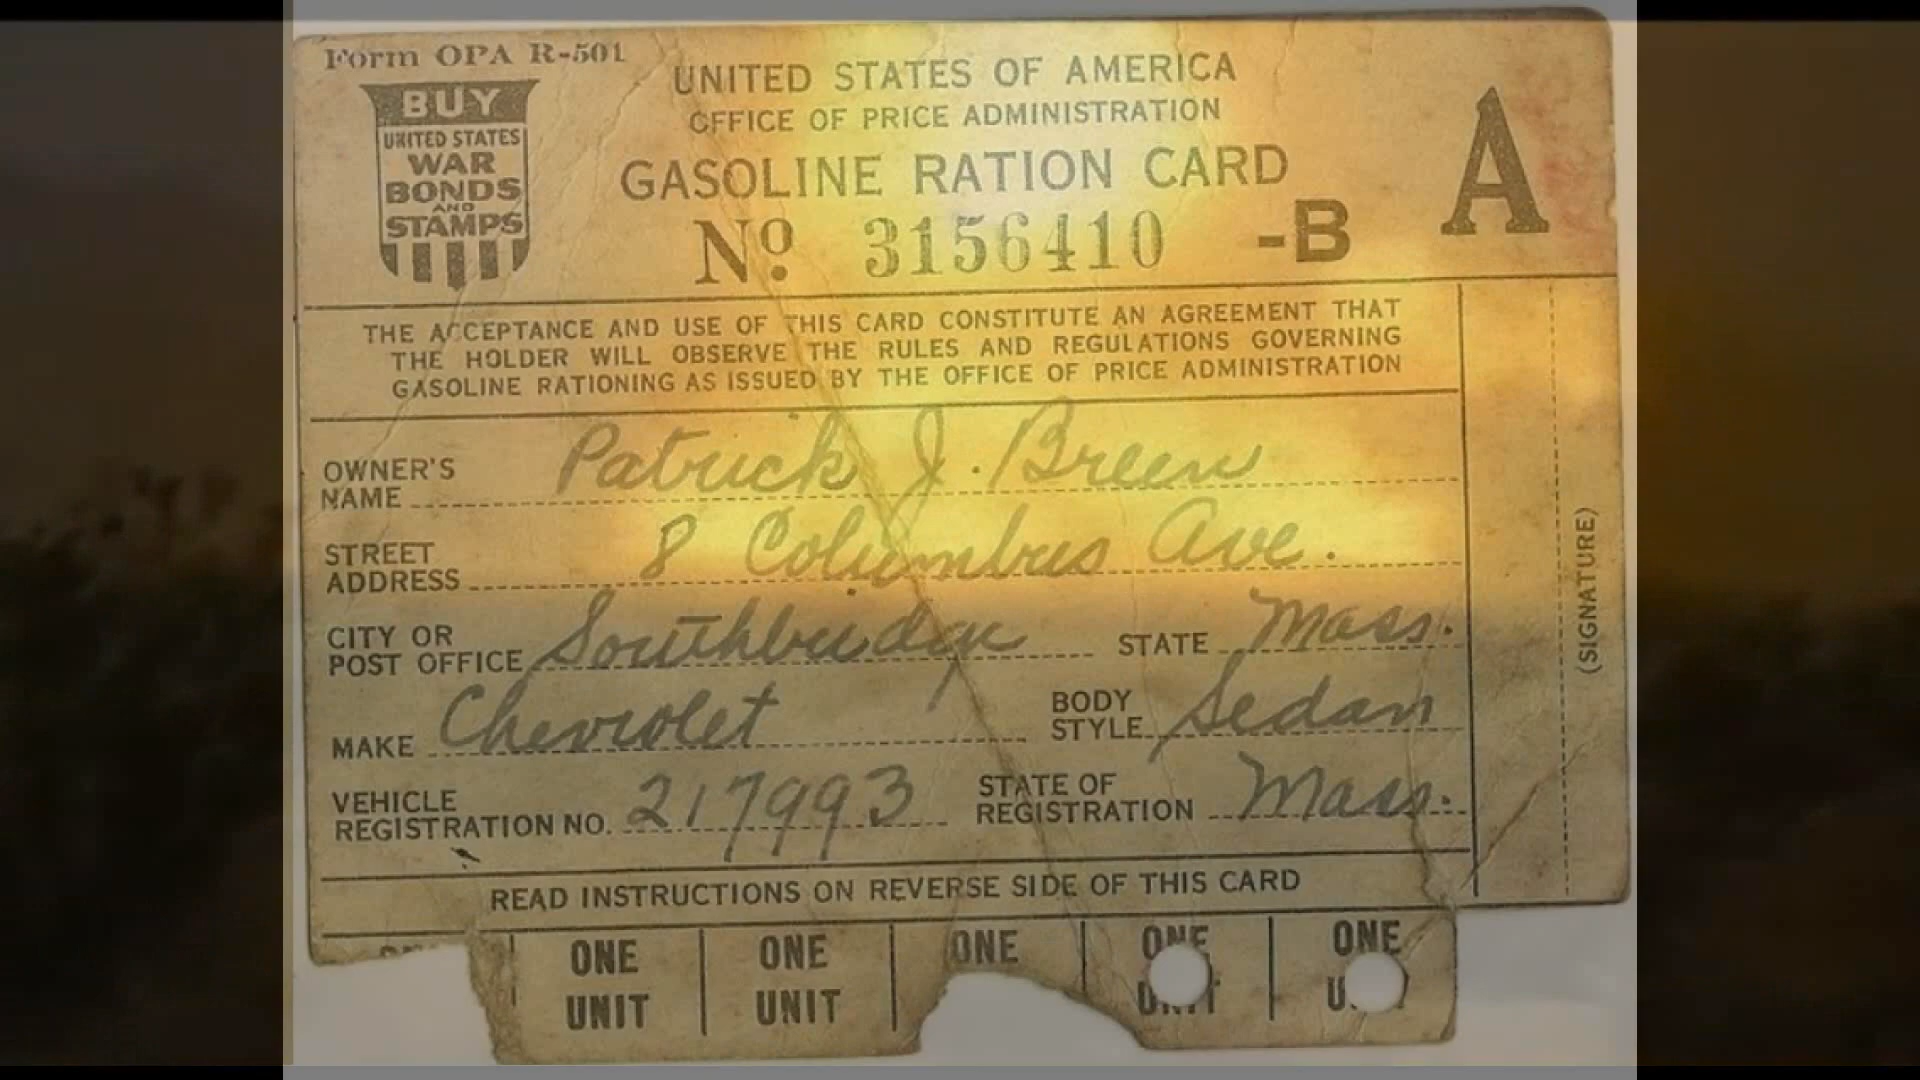 Form OPA R-501
BUY
UNITED STATES
WAR
BONDS
AND
STAMPS
UNITED STATES OF AMERICA
OFFICE OF PRICE ADMINISTRATION
GASOLINE RATION CARD
No. 3156410 -B
A
THE ACCEPTANCE AND USE OF THIS CARD CONSTITUTE AN AGREEMENT THAT
THE HOLDER WILL OBSERVE THE RULES AND REGULATIONS GOVERNING
GASOLINE RATIONING AS ISSUED BY THE OFFICE OF PRICE ADMINISTRATION
OWNER'S
NAME Patrick J. Breen
STREET
ADDRESS 8 Columbus Ave.
CITY OR
POST OFFICE Southbridge STATE Mass.
MAKE Chevrolet BODY STYLE Sedan
VEHICLE
REGISTRATION NO. 217993 STATE OF REGISTRATION Mass.
(SIGNATURE)
READ INSTRUCTIONS ON REVERSE SIDE OF THIS CARD
ONE ONE ONE ONE ONE
UNIT UNIT UNIT